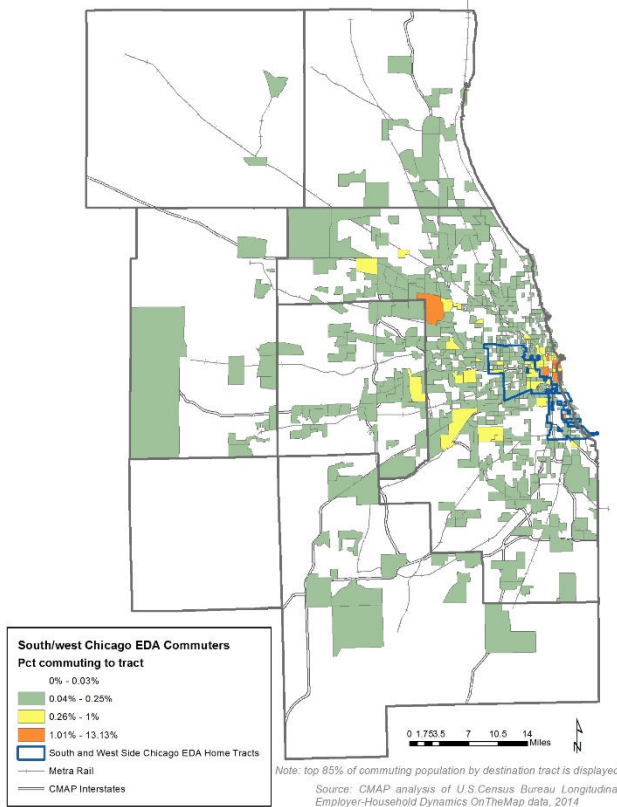 South/west Chicago EDA Commuters
Pct commuting to tract
0% - 0.03%
0.04% - 0.25%
0.26% - 1%
1.01% - 13.13%
South and West Side Chicago EDA Home Tracts
Metra Rail
CMAP Interstates
0 1.753.5 7 10.5 14
Miles
N
Note: top 85% of commuting population by destination tract is displayed
Source: CMAP analysis of U.S.Census Bureau Longitudina
Employer-Household Dynamics OnTheMap data, 2014